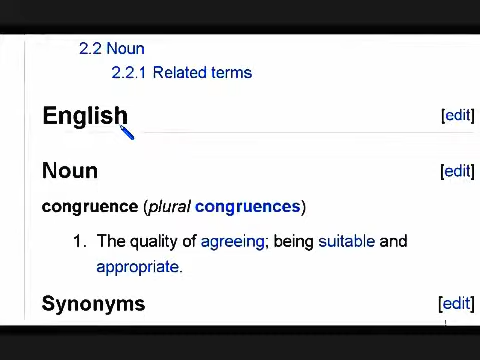 2.2 Noun
2.2.1 Related terms
English [edit]
Noun [edit]
congruence (plural congruences)
1. The quality of agreeing; being suitable and
appropriate.
Synonyms [edit]